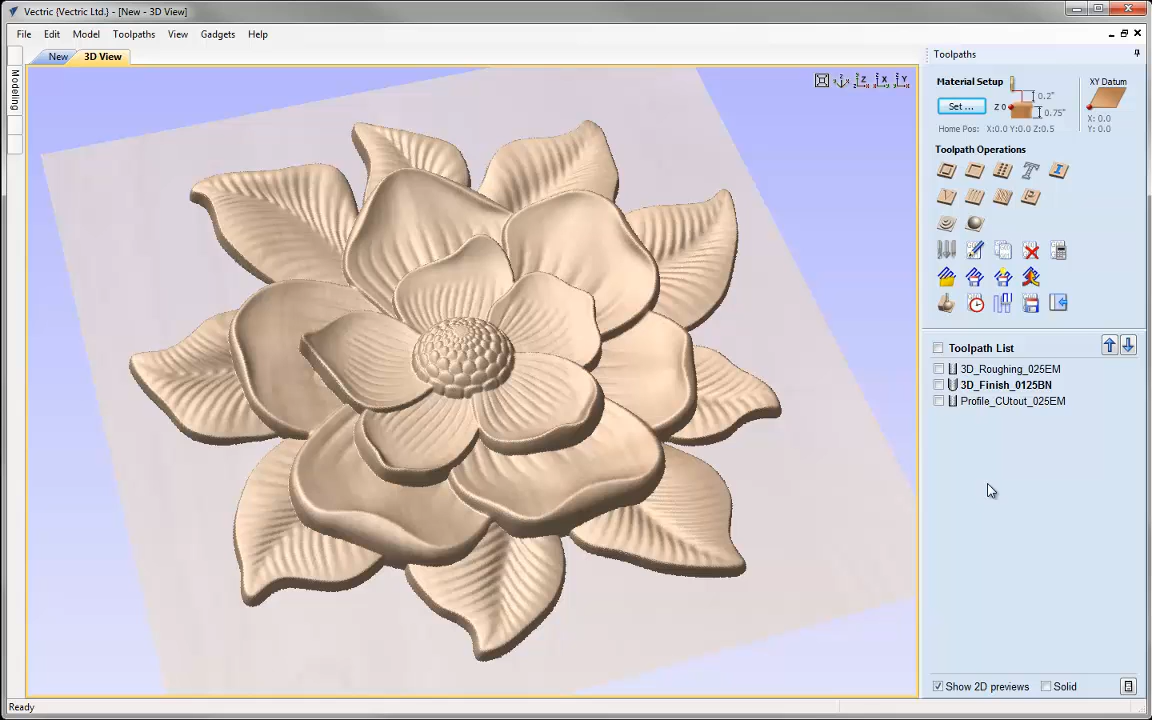 Vectric {Vectric Ltd.} - [New - 3D View]
File Edit Model Toolpaths View Gadgets Help
New 3D View
Modeling
Toolpaths
Material Setup
Set ...
Z 0
0.2"
0.75"
Home Pos: X:0.0 Y:0.0 Z:0.5
XY Datum
X: 0.0
Y: 0.0
Toolpath Operations
Toolpath List
3D_Roughing_025EM
3D_Finish_0125BN
Profile_CUtout_025EM
Show 2D previews Solid
Ready